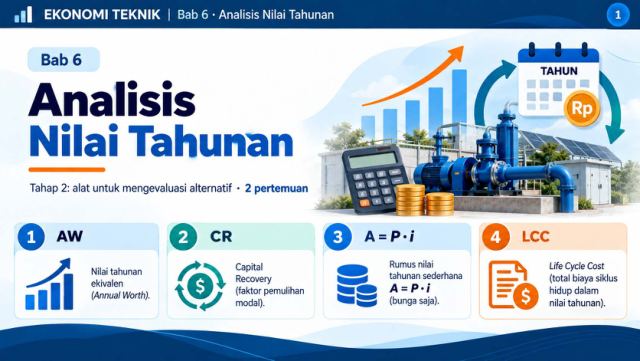 EKONOMI TEKNIK | Bab 6 · Analisis Nilai Tahunan
1
Bab 6
Analisis
Nilai Tahunan
Tahap 2: alat untuk mengevaluasi alternatif • 2 pertemuan
TAHUN
Rp
1 AW
Nilai tahunan
ekivalen
(Annual Worth).
2 CR
Capital
Recovery
(faktor pemulihan
modal).
$
3 A = P · i
Rumus nilai
tahunan sederhana
A = P · i
(bunga saja).
4 LCC
Life Cycle Cost
(total biaya siklus
hidup dalam
nilai tahunan).
$